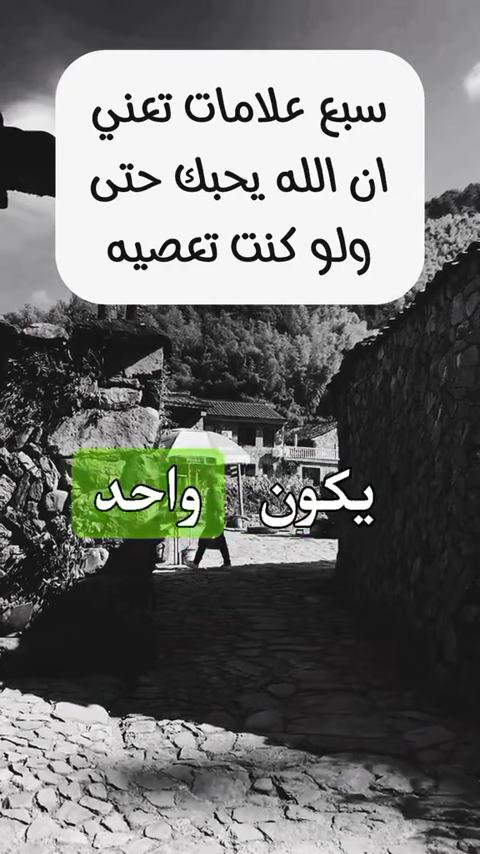 سبع علامات تعني
ان الله يحبك حتى
ولو كنت تعصيه
يكون واحد